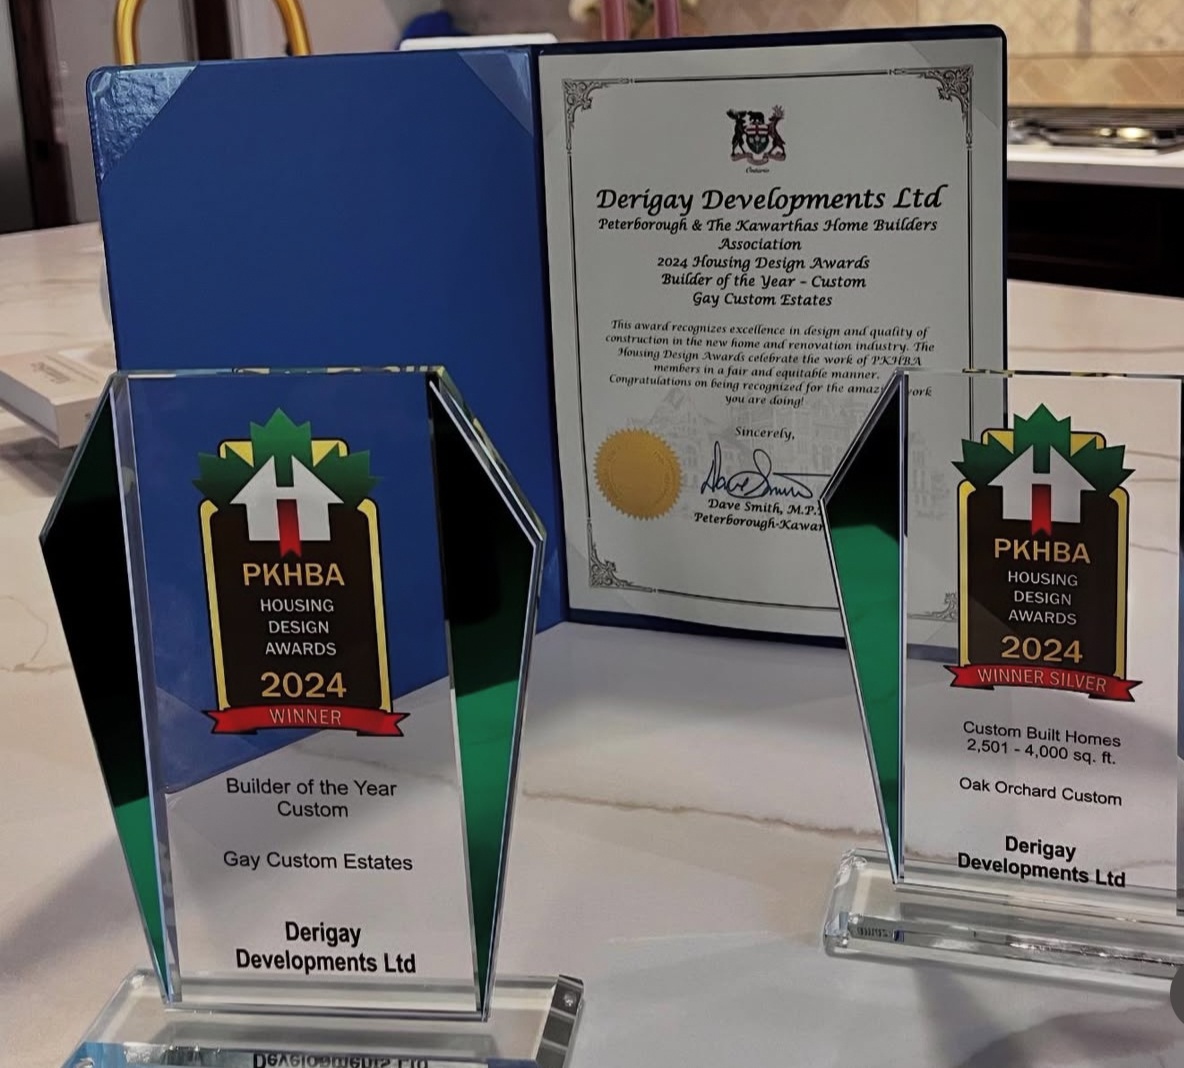 Ontario
Derigay Developments Ltd
Peterborough & The Kawarthas Home Builders
Association
2024 Housing Design Awards
Builder of the Year - Custom
Gay Custom Estates
This award recognizes excellence in design and quality of
construction in the new home and renovation industry. The
Housing Design Awards celebrate the work of PKHBA
members in a fair and equitable manner.
Congratulations on being recognized for the amaz work
you are doing!
Sincerely,
Dave Smith
Dave Smith, M.P.
Peterborough-Kawar
PKHBA
HOUSING
DESIGN
AWARDS
2024
WINNER
Builder of the Year
Custom
Gay Custom Estates
Derigay
Developments Ltd
PKHBA
HOUSING
DESIGN
AWARDS
2024
WINNER SILVER
Custom Built Homes
2,501 - 4,000 sq. ft.
Oak Orchard Custom
Derigay
Developments Ltd
Developments Ltd